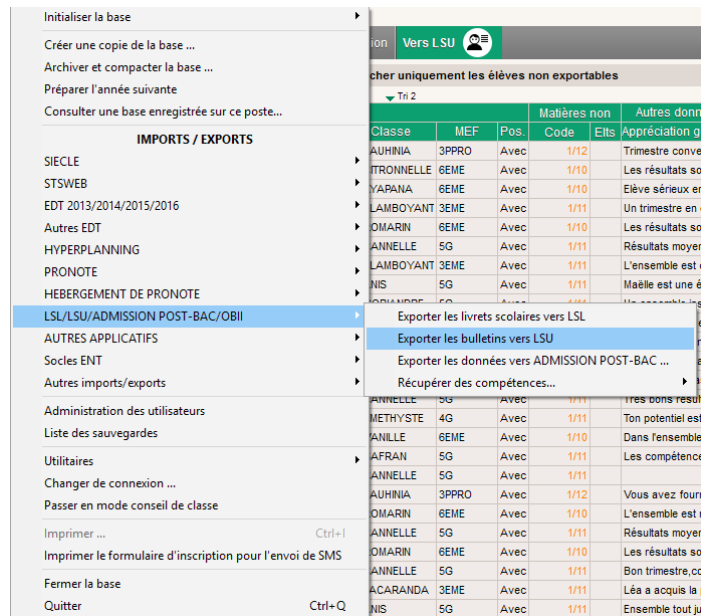 Initialiser la base
Créer une copie de la base ...
Archiver et compacter la base ...
Préparer l'année suivante
Consulter une base enregistrée sur ce poste...
IMPORTS / EXPORTS
SIECLE
STSWEB
EDT 2013/2014/2015/2016
Autres EDT
HYPERPLANNING
PRONOTE
HEBERGEMENT DE PRONOTE
LSL/LSU/ADMISSION POST-BAC/OBII
AUTRES APPLICATIFS
Socles ENT
Autres imports/exports
Administration des utilisateurs
Liste des sauvegardes
Utilitaires
Changer de connexion ...
Passer en mode conseil de classe
Imprimer ... Ctrl+I
Imprimer le formulaire d'inscription pour l'envoi de SMS
Fermer la base
Quitter Ctrl+Q
Exporter les livrets scolaires vers LSL
Exporter les bulletins vers LSU
Exporter les données vers ADMISSION POST-BAC ...
Récupérer des compétences...
ion Vers LSU
cher uniquement les élèves non exportables
Tri 2
Matières non Autres donn
Classe MEF Pos. Code Elts Appréciation g
AUHINIA 3PPRO Avec 1/12 Trimestre conve
ITRONNELLE 6EME Avec 1/10 Les résultats so
YAPANA 6EME Avec 1/10 Elève sérieux en
LAMBOYANT 3EME Avec 1/11 Un trimestre en
OMARIN 6EME Avec 1/10 Les résultats so
ANNELLE 5G Avec 1/11 Résultats moyen
LAMBOYANT 3EME Avec 1/11 L'ensemble est
NIS 5G Avec 1/11 Maëlle est une é
ANNELLE 5G Avec 1/11 Très bons résul
METHYSTE 4G Avec 1/11 Ton potentiel est
ANILLE 6EME Avec 1/10 Dans l'ensemble
AFRAN 5G Avec 1/11 Les compétence
ANNELLE 5G Avec 1/11
AUHINIA 3PPRO Avec 1/12 Vous avez fourn
OMARIN 6EME Avec 1/10 L'ensemble est
ANNELLE 5G Avec 1/11 Résultats moyen
OMARIN 6EME Avec 1/10 Les résultats so
ANNELLE 5G Avec 1/11 Bon trimestre,co
ACARANDA 3EME Avec 1/11 Léa a acquis la
NIS 5G Avec 1/11 Ensemble tout ju